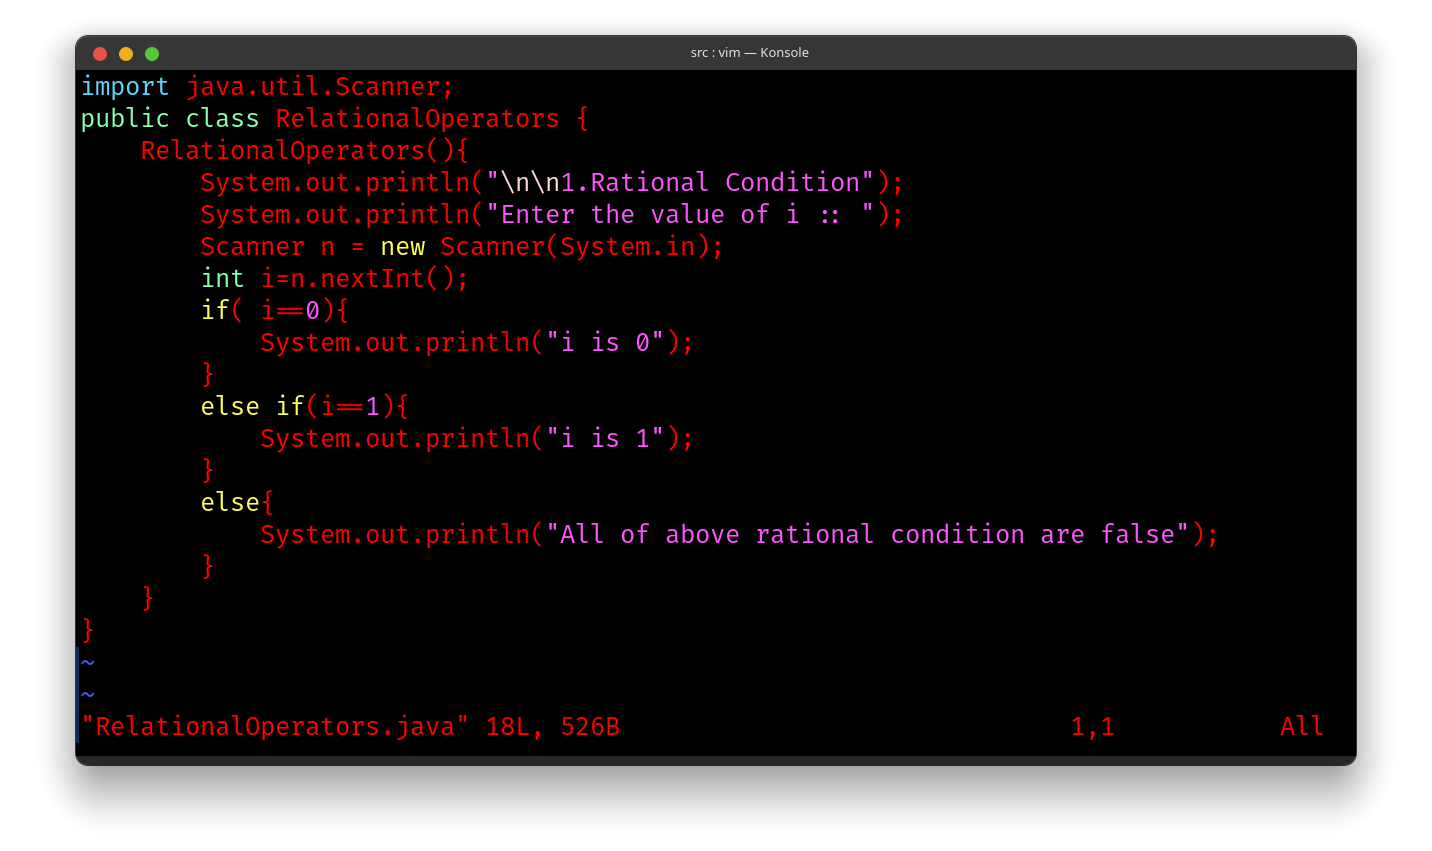 src : vim — Konsole
import java.util.Scanner;
public class RelationalOperators {
    RelationalOperators(){
        System.out.println("\n\n1.Rational Condition");
        System.out.println("Enter the value of i :: ");
        Scanner n = new Scanner(System.in);
        int i=n.nextInt();
        if( i==0){
            System.out.println("i is 0");
        }
        else if(i==1){
            System.out.println("i is 1");
        }
        else{
            System.out.println("All of above rational condition are false");
        }
    }
}
~
~
"RelationalOperators.java" 18L, 526B 1,1 All